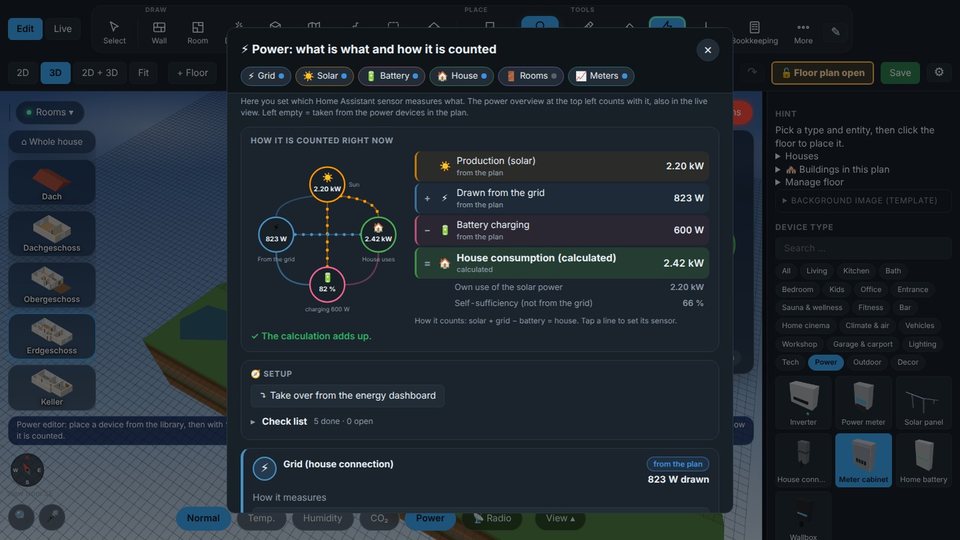 DRAW
PLACE
TOOLS
Edit
Live
Select
Wall
Room
Bookkeeping
More
⚡ Power: what is what and how it is counted
Grid
Solar
Battery
House
Rooms
Meters
2D
3D
2D + 3D
Fit
+ Floor
Floor plan open
Save
Here you set which Home Assistant sensor measures what. The power overview at the top left counts with it, also in the live
view. Left empty = taken from the power devices in the plan.
Rooms ▾
Whole house
Dach
Dachgeschoss
Obergeschoss
Erdgeschoss
Keller
HOW IT IS COUNTED RIGHT NOW
2.20 kW
Sun
823 W
From the grid
2.42 kW
House uses
82 %
charging 600 W
✓ The calculation adds up.
Production (solar)
from the plan
2.20 kW
+ Drawn from the grid
from the plan
823 W
− Battery charging
from the plan
600 W
= House consumption (calculated)
calculated
2.42 kW
Own use of the solar power 2.20 kW
Self-sufficiency (not from the grid) 66 %
How it counts: solar + grid − battery = house. Tap a line to set its sensor.
SETUP
Take over from the energy dashboard
▸ Check list 5 done · 0 open
Grid (house connection)
from the plan
823 W drawn
How it measures
Power editor: place a device from the library, then with
it is counted.
W
E
S
Normal
Temp.
Humidity
CO₂
Power
Radio
View ▴
HINT
Pick a type and entity, then click the
floor to place it.
▸ Houses
▸ Buildings in this plan
▸ Manage floor
▸ BACKGROUND IMAGE (TEMPLATE)
DEVICE TYPE
Search ...
All
Living
Kitchen
Bath
Bedroom
Kids
Office
Entrance
Sauna & wellness
Fitness
Bar
Home cinema
Climate & air
Vehicles
Workshop
Garage & carport
Lighting
Tech
Power
Outdoor
Decor
Inverter
Power meter
Solar panel
House conn...
Meter cabinet
Home battery
Wallbox